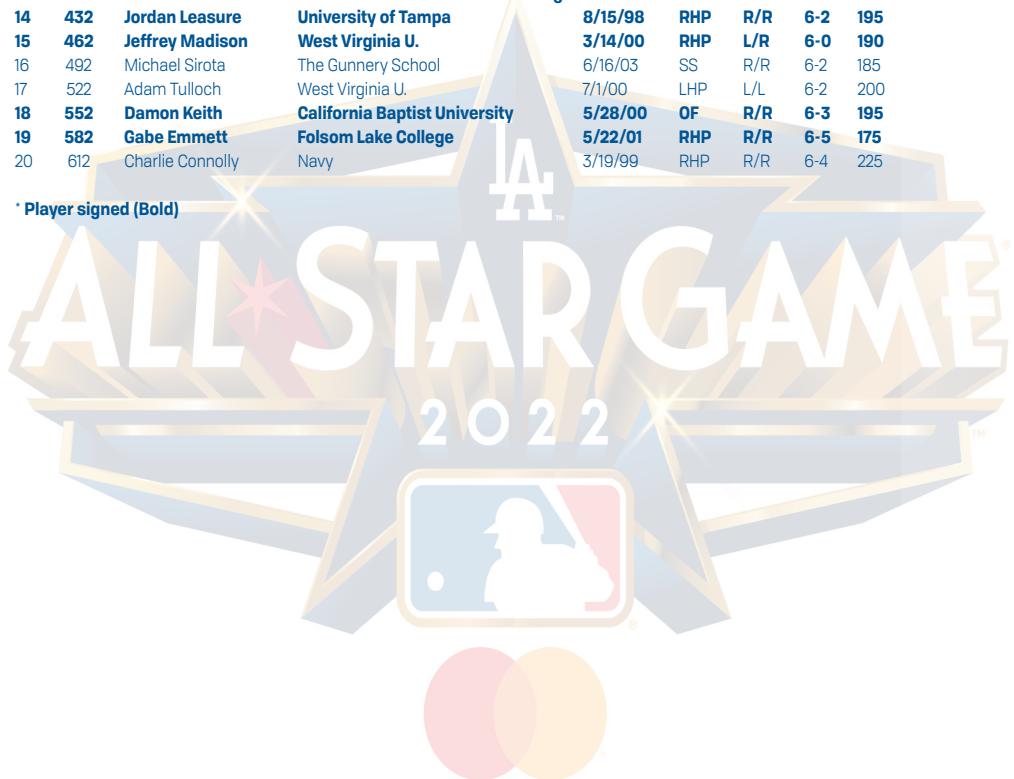 14 432 Jordan Leasure University of Tampa 8/15/98 RHP R/R 6-2 195
15 462 Jeffrey Madison West Virginia U. 3/14/00 RHP L/R 6-0 190
16 492 Michael Sirota The Gunnery School 6/16/03 SS R/R 6-2 185
17 522 Adam Tulloch West Virginia U. 7/1/00 LHP L/L 6-2 200
18 552 Damon Keith California Baptist University 5/28/00 OF R/R 6-3 195
19 582 Gabe Emmett Folsom Lake College 5/22/01 RHP R/R 6-5 175
20 612 Charlie Connolly Navy 3/19/99 RHP R/R 6-4 225
* Player signed (Bold)
LA ™
ALL STAR GAME ®
2022
™
®